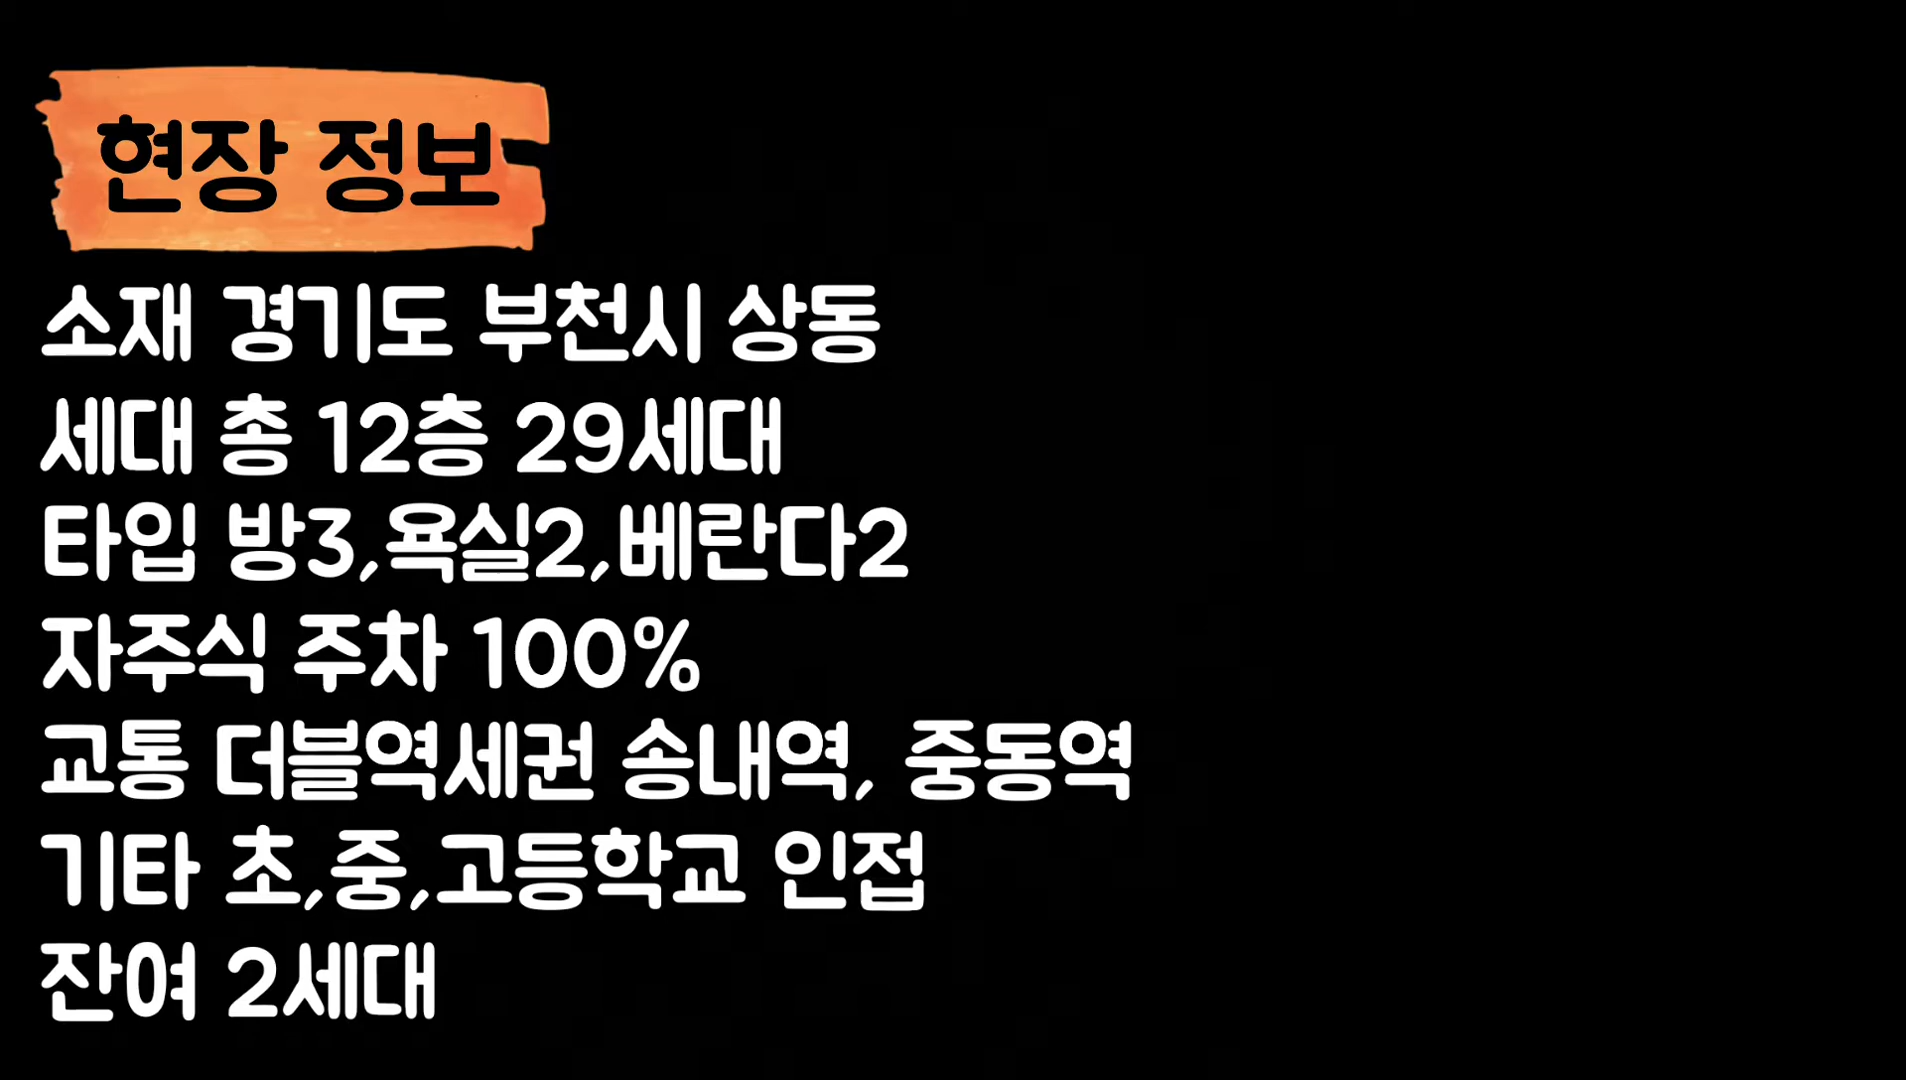 현장 정보
소재 경기도 부천시 상동
세대 총 12층 29세대
타입 방3,욕실2,베란다2
자주식 주차 100%
교통 더블역세권 송내역, 중동역
기타 초,중,고등학교 인접
잔여 2세대